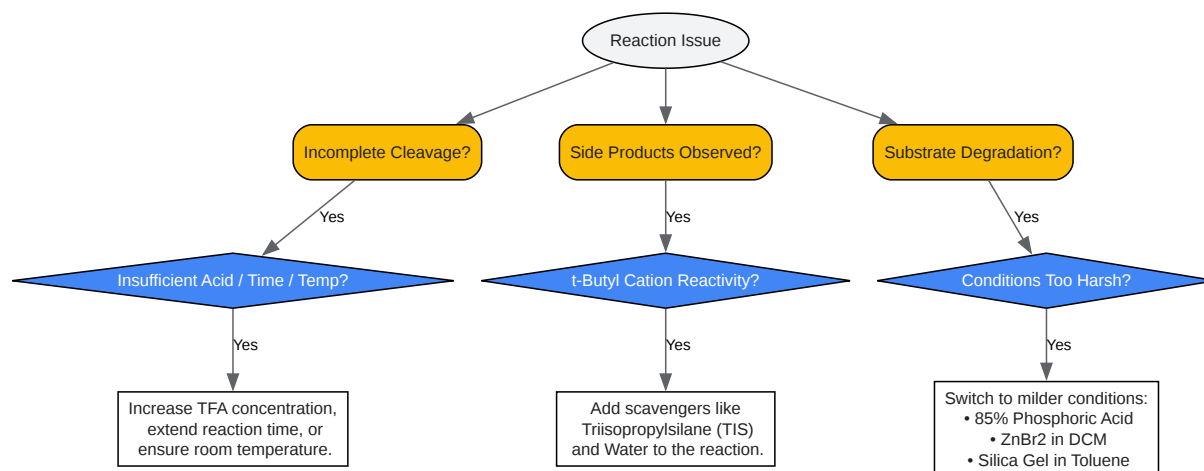 Reaction Issue
Incomplete Cleavage?
Side Products Observed?
Substrate Degradation?
Yes
Yes
Yes
Insufficient Acid / Time / Temp?
t-Butyl Cation Reactivity?
Conditions Too Harsh?
Yes
Yes
Yes
Increase TFA concentration,
extend reaction time, or
ensure room temperature.
Add scavengers like
Triisopropylsilane (TIS)
and Water to the reaction.
Switch to milder conditions:
• 85% Phosphoric Acid
• ZnBr2 in DCM
• Silica Gel in Toluene